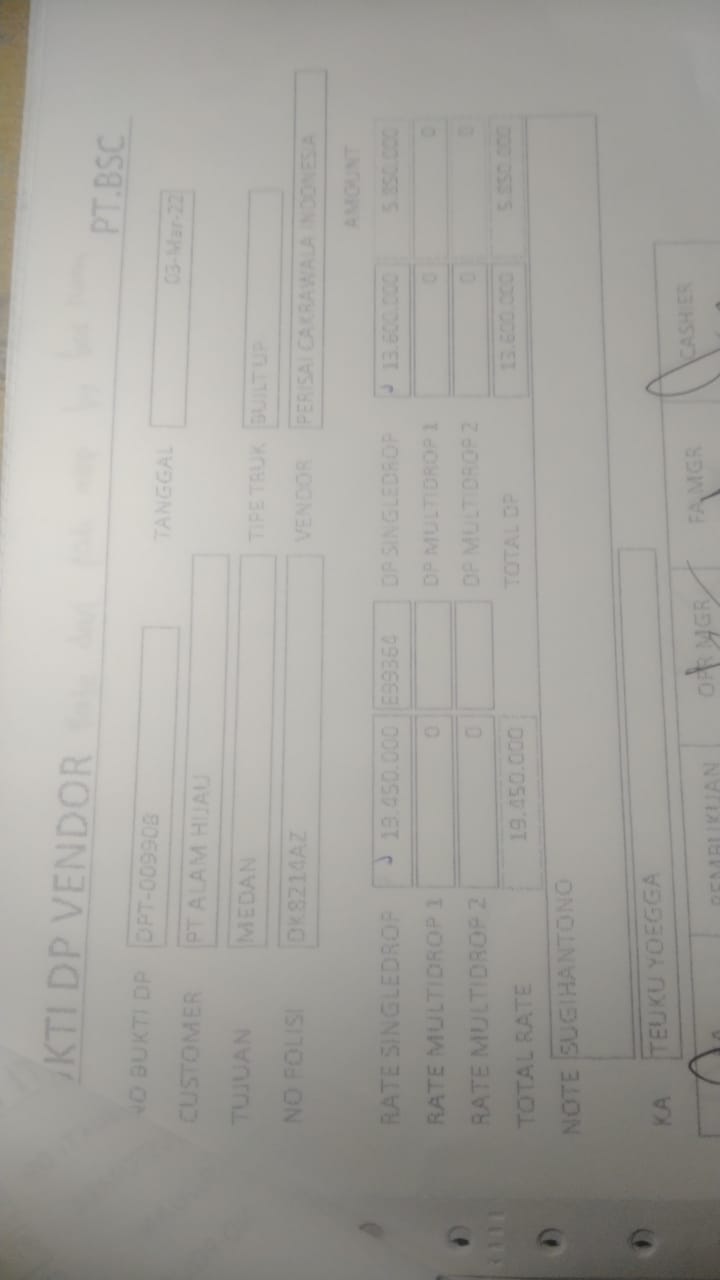 KTI DP VENDOR
PT.BSC
NO BUKTI DP DPT-009908 TANGGAL 03-Mar-22
CUSTOMER PT ALAM HIJAU
TUJUAN MEDAN TIPE TRUK BUILT UP
NO POLISI DK8214AZ VENDOR PERISAI CAKRAWALA INDONESIA
AMOUNT
RATE SINGLEDROP 19.450.000 E99364 DP SINGLEDROP 13.600.000 5.850.000
RATE MULTIDROP 1 0 DP MULTIDROP 1 0 0
RATE MULTIDROP 2 0 DP MULTIDROP 2 0 0
TOTAL RATE 19.450.000 TOTAL DP 13.600.000 5.850.000
NOTE SUGIHANTONO
KA TEUKU YOEGGA
PEMBUKUAN OPR MGR FA MGR CASHIER